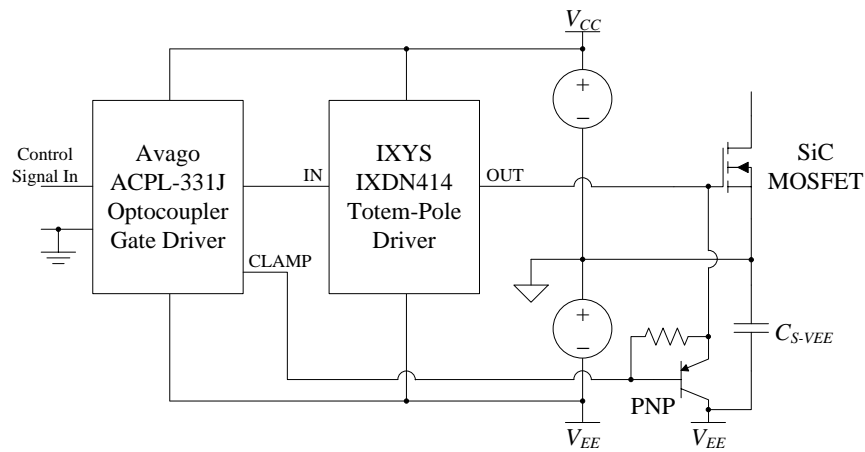 V_CC
+
−
Avago
ACPL-331J
Optocoupler
Gate Driver
IXYS
IXDN414
Totem-Pole
Driver
SiC
MOSFET
Control
Signal In
IN
OUT
CLAMP
+
−
C_S-VEE
PNP
V_EE
V_EE